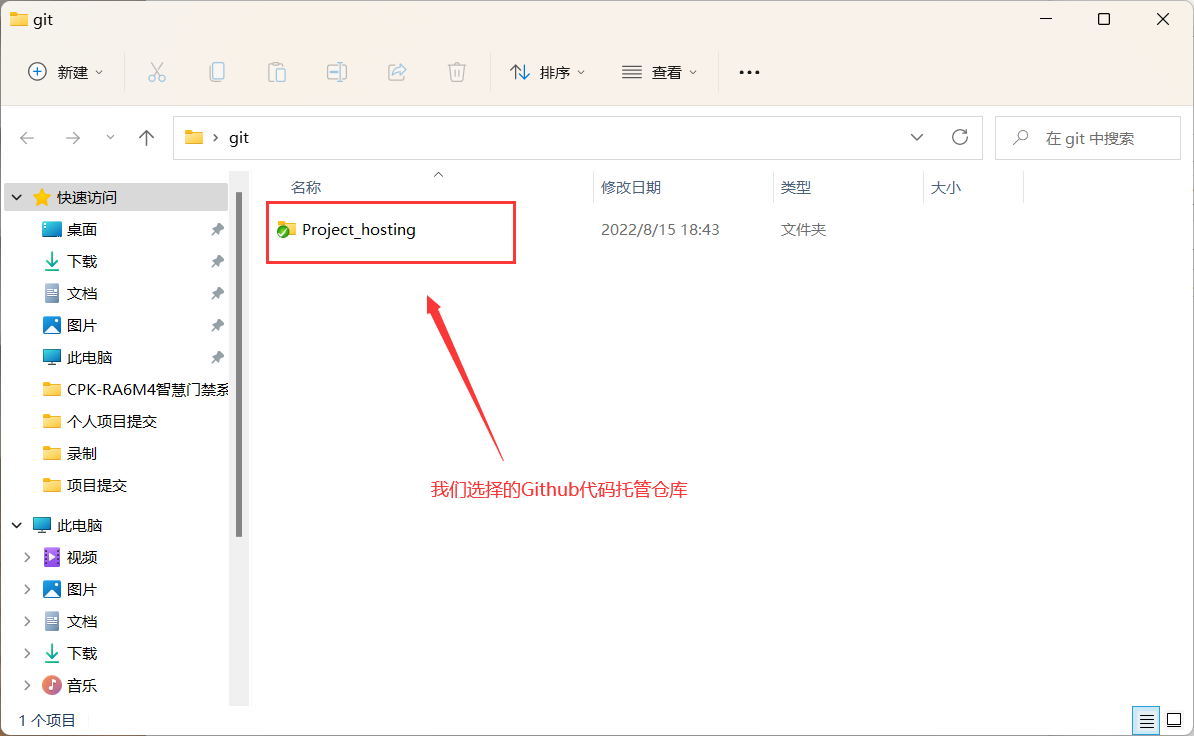 git
新建
排序
查看
git
在 git 中搜索
名称
修改日期
类型
大小
Project_hosting
2022/8/15 18:43
文件夹
快速访问
桌面
下载
文档
图片
此电脑
CPK-RA6M4智慧门禁系
个人项目提交
录制
项目提交
此电脑
视频
图片
文档
下载
音乐
我们选择的Github代码托管仓库
1 个项目